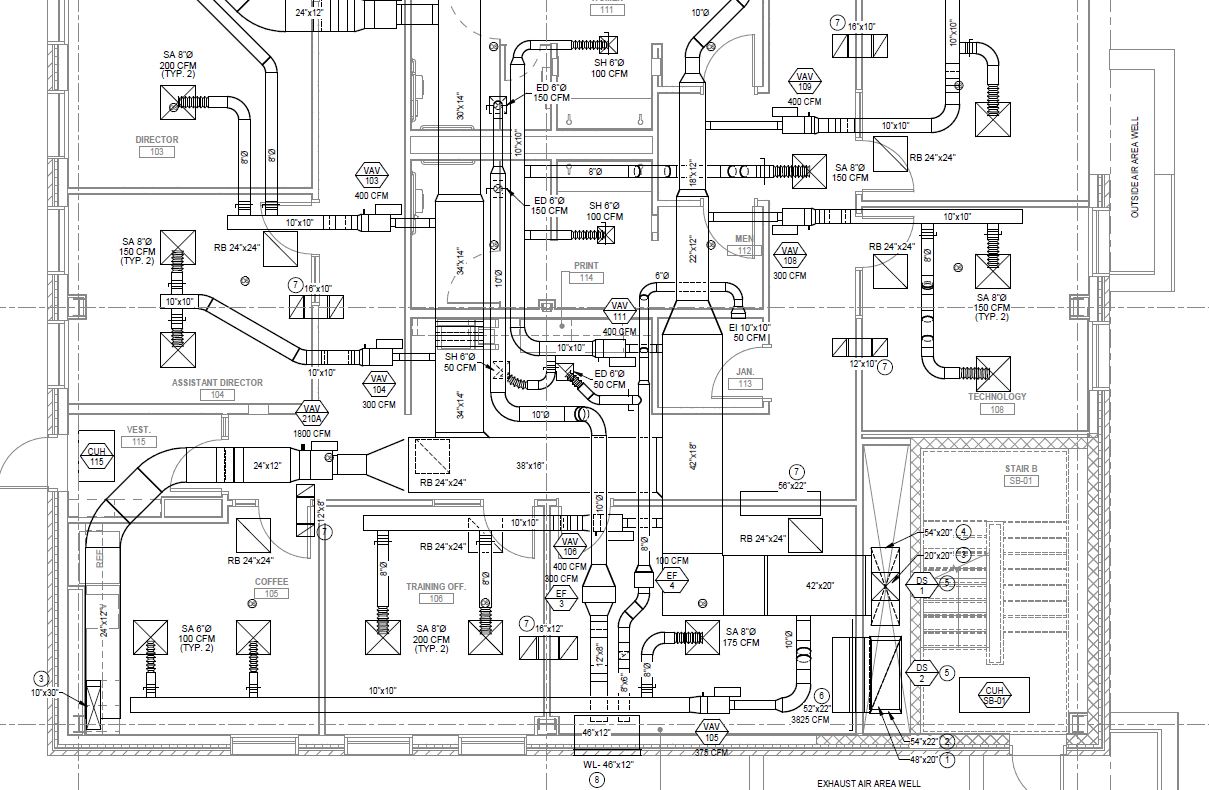 24"x12"
111
10"Ø
7
16"x10"
10"x10"
SA 8"Ø
200 CFM
(TYP. 2)
SH 6"Ø
100 CFM
VAV
109
400 CFM
ED 6"Ø
150 CFM
30"x14"
10"x10"
10"x10"
OUTSIDE AIR AREA WELL
DIRECTOR
103
8"Ø
8"Ø
RB 24"x24"
VAV
103
400 CFM
8"Ø
18"x12"
SA 8"Ø
150 CFM
ED 6"Ø
150 CFM
SH 6"Ø
100 CFM
10"x10"
10"x10"
SA 8"Ø
150 CFM
(TYP. 2)
RB 24"x24"
MEN
112
VAV
108
300 CFM
RB 24"x24"
34"x14"
22"x12"
8"Ø
PRINT
114
10"Ø
6"Ø
7
16"x10"
10"x10"
VAV
111
400 CFM
SA 8"Ø
150 CFM
(TYP. 2)
EI 10"x10"
50 CFM
10"x10"
SH 6"Ø
50 CFM
10"x10"
12"x10"
7
ASSISTANT DIRECTOR
104
VAV
104
300 CFM
ED 6"Ø
50 CFM
JAN.
113
TECHNOLOGY
108
34"x14"
VAV
210A
1800 CFM
10"Ø
VEST.
115
CUH
115
24"x12"
RB 24"x24"
38"x16"
42"x18"
7
56"x22"
STAIR B
SB-01
12"x8"
7
10"Ø
10"x10"
RB 24"x24"
RB 24"x24"
8"Ø
RB 24"x24"
54"x20"
4
20"x20"
3
REF.
VAV
106
400 CFM
300 CFM
100 CFM
EF
4
EF
3
8"Ø
8"Ø
COFFEE
105
TRAINING OFF.
106
42"x20"
DS
1
5
24"x12"
SA 6"Ø
100 CFM
(TYP. 2)
SA 8"Ø
200 CFM
(TYP. 2)
7
16"x12"
SA 8"Ø
175 CFM
10"Ø
12"x8"
8"x6"
8"Ø
DS
2
5
3
10"x30"
10"x10"
6
52"x22"
3825 CFM
CUH
SB-01
46"x12"
VAV
105
375 CFM
54"x22"
2
48"x20"
1
WL- 46"x12"
8
EXHAUST AIR AREA WELL